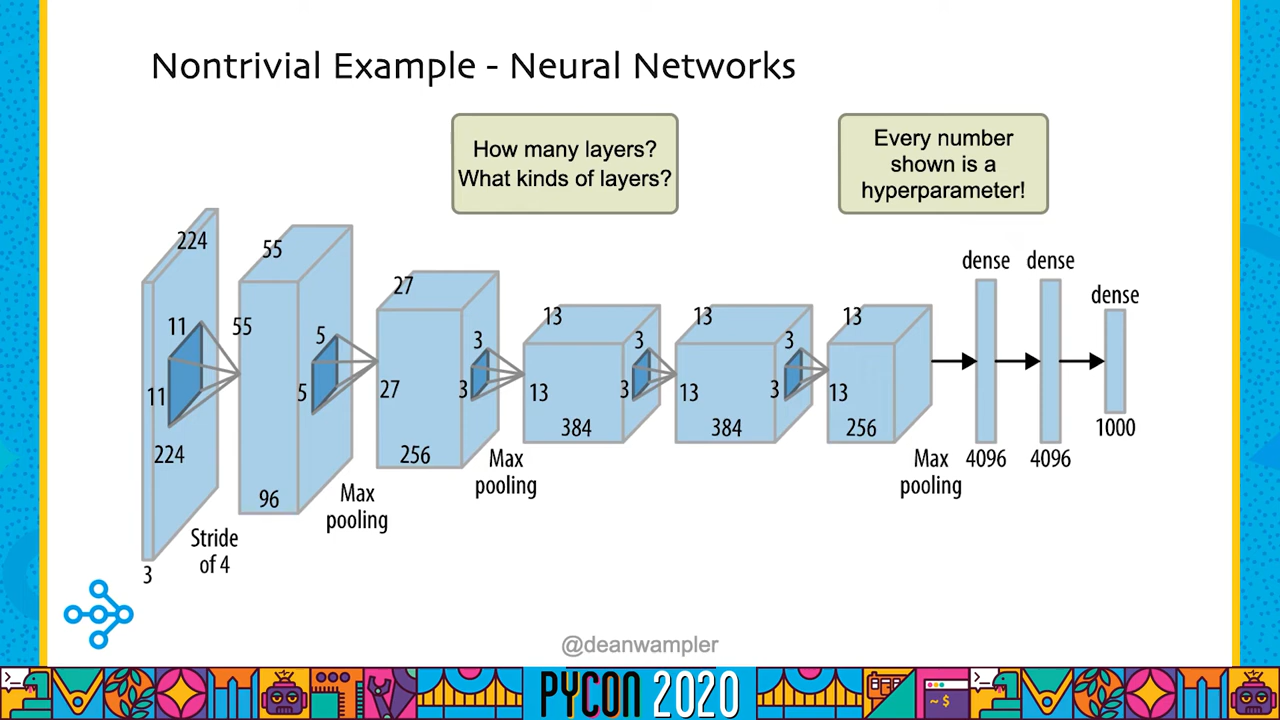 Nontrivial Example - Neural Networks
How many layers?
What kinds of layers?
Every number
shown is a
hyperparameter!
224
11
11
224
3
Stride
of 4
55
55
96
5
5
Max
pooling
27
27
256
3
3
Max
pooling
13
13
384
3
3
13
13
384
3
3
13
13
256
Max
pooling
dense
4096
dense
4096
dense
1000
@deanwampler
PYCON 2020
>_
~$
>_